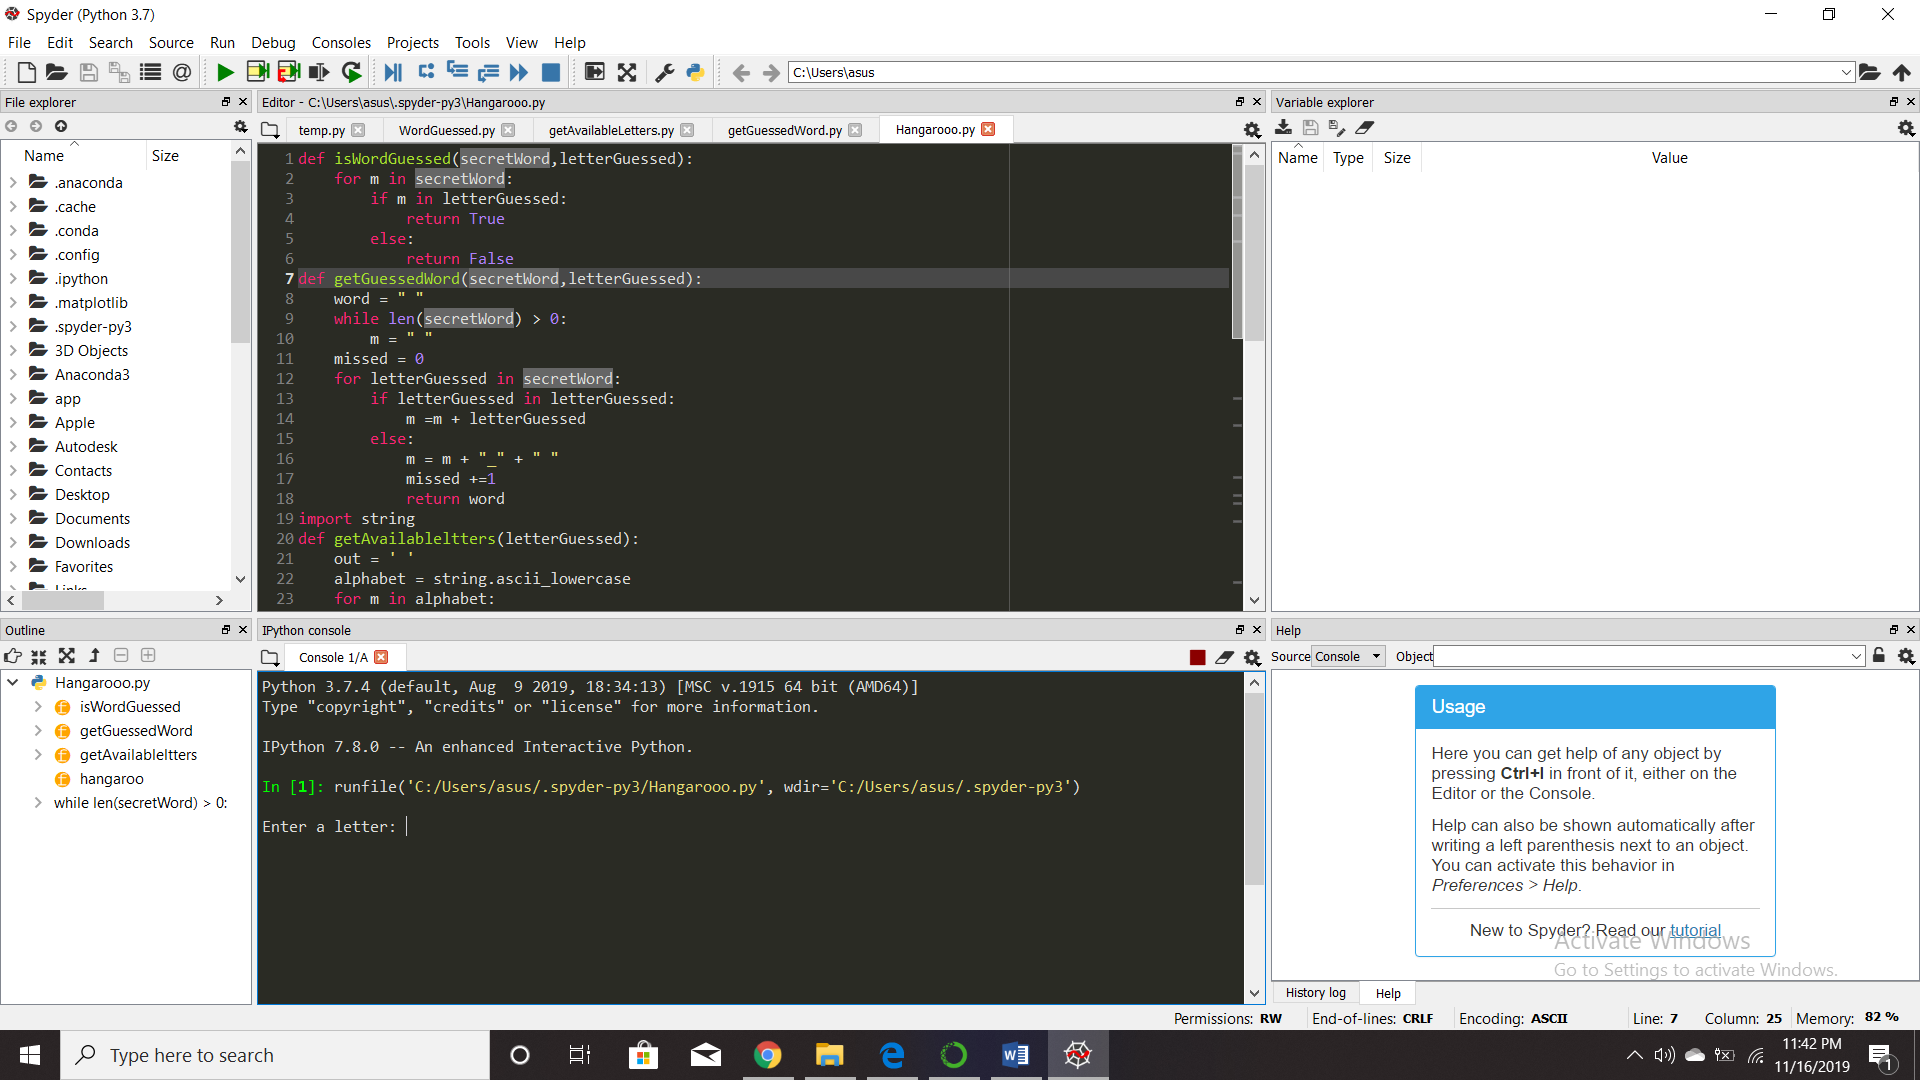 Spyder (Python 3.7)
File Edit Search Source Run Debug Consoles Projects Tools View Help
C:\Users\asus
File explorer
Name Size
.anaconda
.cache
.conda
.config
.ipython
.matplotlib
.spyder-py3
3D Objects
Anaconda3
app
Apple
Autodesk
Contacts
Desktop
Documents
Downloads
Favorites
Links
Editor - C:\Users\asus\.spyder-py3\Hangarooo.py
temp.py WordGuessed.py getAvailableLetters.py getGuessedWord.py Hangarooo.py
1 def isWordGuessed(secretWord,letterGuessed):
2     for m in secretWord:
3         if m in letterGuessed:
4             return True
5         else:
6             return False
7 def getGuessedWord(secretWord,letterGuessed):
8     word = " "
9     while len(secretWord) > 0:
10         m = " "
11     missed = 0
12     for letterGuessed in secretWord:
13         if letterGuessed in letterGuessed:
14             m =m + letterGuessed
15         else:
16             m = m + "_" + " "
17             missed +=1
18             return word
19 import string
20 def getAvailableltters(letterGuessed):
21     out = ' '
22     alphabet = string.ascii_lowercase
23     for m in alphabet:
Variable explorer
Name Type Size Value
Outline
Hangarooo.py
isWordGuessed
getGuessedWord
getAvailableltters
hangaroo
while len(secretWord) > 0:
IPython console
Console 1/A
Python 3.7.4 (default, Aug  9 2019, 18:34:13) [MSC v.1915 64 bit (AMD64)]
Type "copyright", "credits" or "license" for more information.
IPython 7.8.0 -- An enhanced Interactive Python.
In [1]: runfile('C:/Users/asus/.spyder-py3/Hangarooo.py', wdir='C:/Users/asus/.spyder-py3')
Enter a letter:
Help
Source Console Object
Usage
Here you can get help of any object by
pressing Ctrl+I in front of it, either on the
Editor or the Console.
Help can also be shown automatically after
writing a left parenthesis next to an object.
You can activate this behavior in
Preferences > Help.
New to Spyder? Read our tutorial
Activate Windows
Go to Settings to activate Windows.
History log Help
Permissions: RW End-of-lines: CRLF Encoding: ASCII Line: 7 Column: 25 Memory: 82 %
Type here to search
11:42 PM
11/16/2019
1